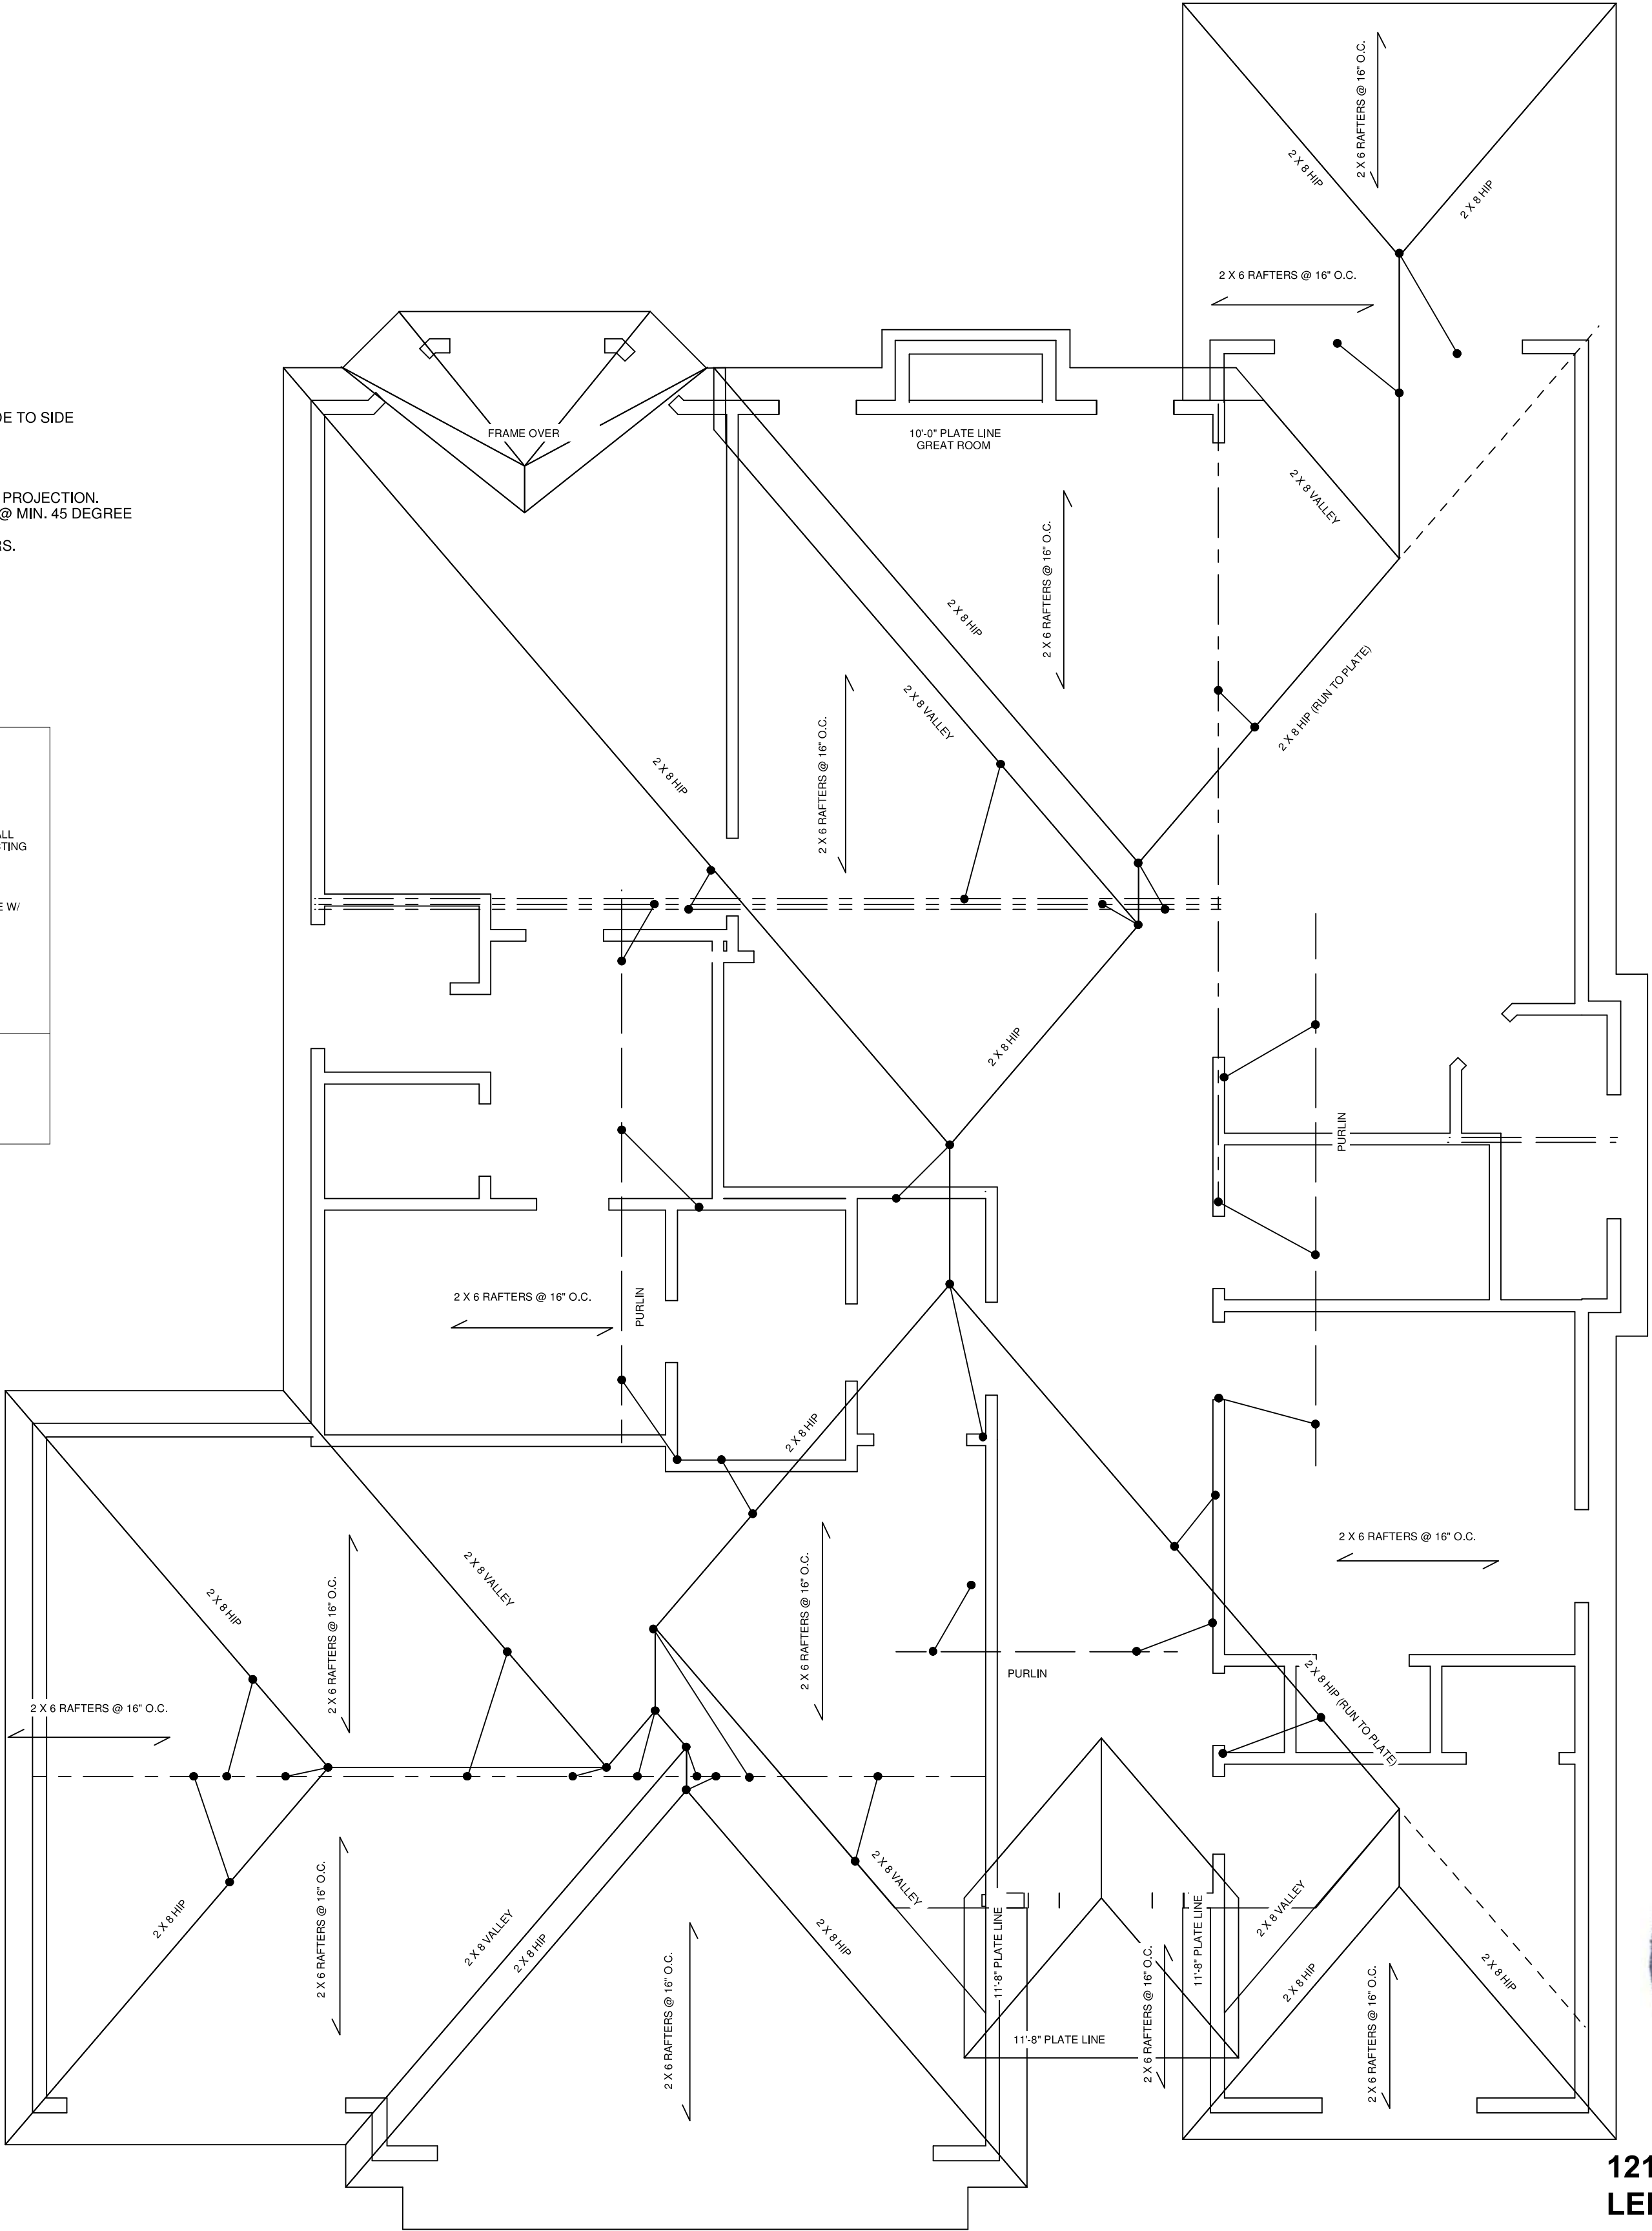 2 X 6 RAFTERS @ 16" O.C.
2 X 8 HIP
2 X 8 HIP
2 X 6 RAFTERS @ 16" O.C.
TO SIDE
FRAME OVER
10'-0" PLATE LINE
GREAT ROOM
PROJECTION.
@ MIN. 45 DEGREE
2 X 8 VALLEY
2 X 6 RAFTERS @ 16" O.C.
2 X 8 HIP
2 X 8 HIP (RUN TO PLATE)
2 X 8 VALLEY
2 X 6 RAFTERS @ 16" O.C.
2 X 8 HIP
W/
2 X 8 HIP
PURLIN
2 X 6 RAFTERS @ 16" O.C.
PURLIN
2 X 8 HIP
2 X 6 RAFTERS @ 16" O.C.
2 X 8 VALLEY
2 X 8 HIP
2 X 6 RAFTERS @ 16" O.C.
2 X 6 RAFTERS @ 16" O.C.
PURLIN
2 X 8 HIP (RUN TO PLATE)
2 X 6 RAFTERS @ 16" O.C.
2 X 8 VALLEY
2 X 8 HIP
2 X 6 RAFTERS @ 16" O.C.
2 X 8 VALLEY
2 X 8 HIP
2 X 8 HIP
11'-8" PLATE LINE
11'-8" PLATE LINE
2 X 8 VALLEY
2 X 6 RAFTERS @ 16" O.C.
2 X 6 RAFTERS @ 16" O.C.
2 X 8 HIP
2 X 8 HIP
2 X 6 RAFTERS @ 16" O.C.
11'-8" PLATE LINE
121